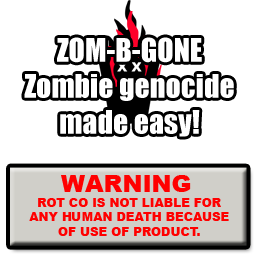 ZOM-B-GONE
Zombie genocide
made easy!
WARNING
ROT CO IS NOT LIABLE FOR
ANY HUMAN DEATH BECAUSE
OF USE OF PRODUCT.